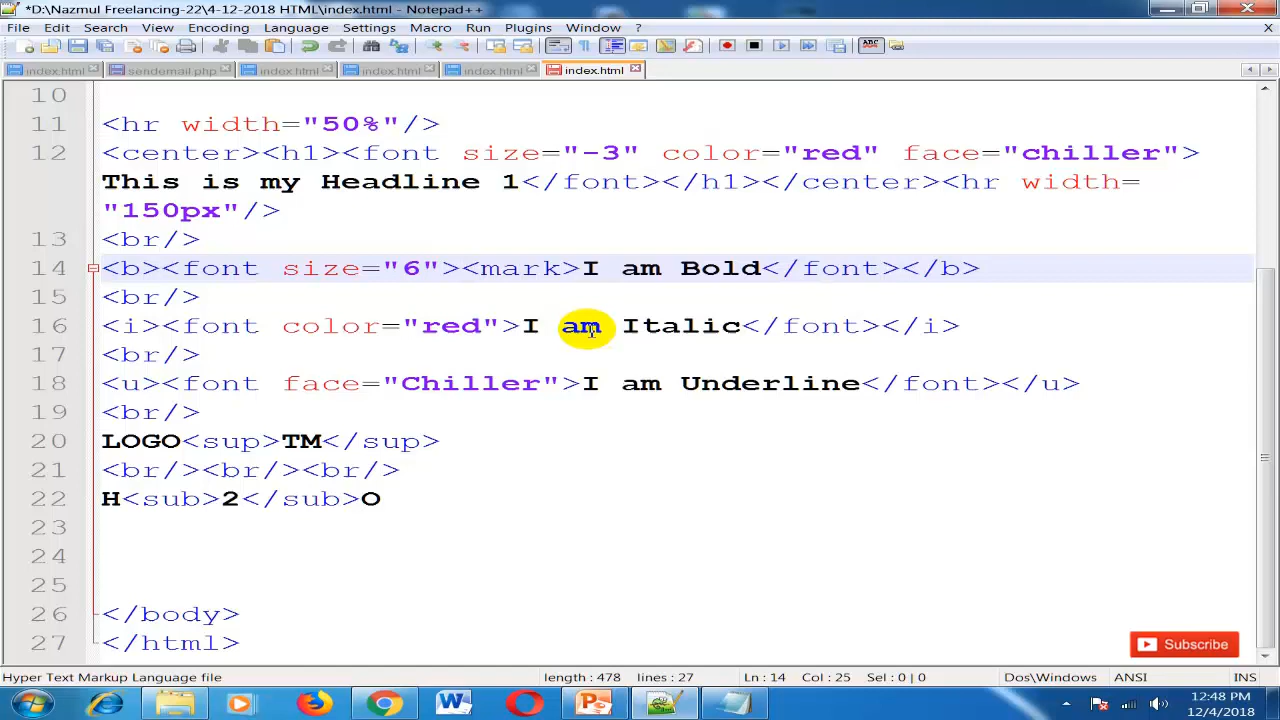 *D:\Nazmul Freelancing-22\4-12-2018 HTML\index.html - Notepad++
File Edit Search View Encoding Language Settings Macro Run Plugins Window ? X
index.html sendemail.php index.html index.html index.html index.html
10
11 <hr width="50%"/>
12 <center><h1><font size="-3" color="red" face="chiller">
This is my Headline 1</font></h1></center><hr width=
"150px"/>
13 <br/>
14 <b><font size="6"><mark>I am Bold</font></b>
15 <br/>
16 <i><font color="red">I am Italic</font></i>
17 <br/>
18 <u><font face="Chiller">I am Underline</font></u>
19 <br/>
20 LOGO<sup>TM</sup>
21 <br/><br/><br/>
22 H<sub>2</sub>O
23
24
25
26 </body>
27 </html>
Subscribe
Hyper Text Markup Language file length : 478 lines : 27 Ln : 14 Col : 25 Sel : 0 | 0 Dos\Windows ANSI INS
12:48 PM
12/4/2018